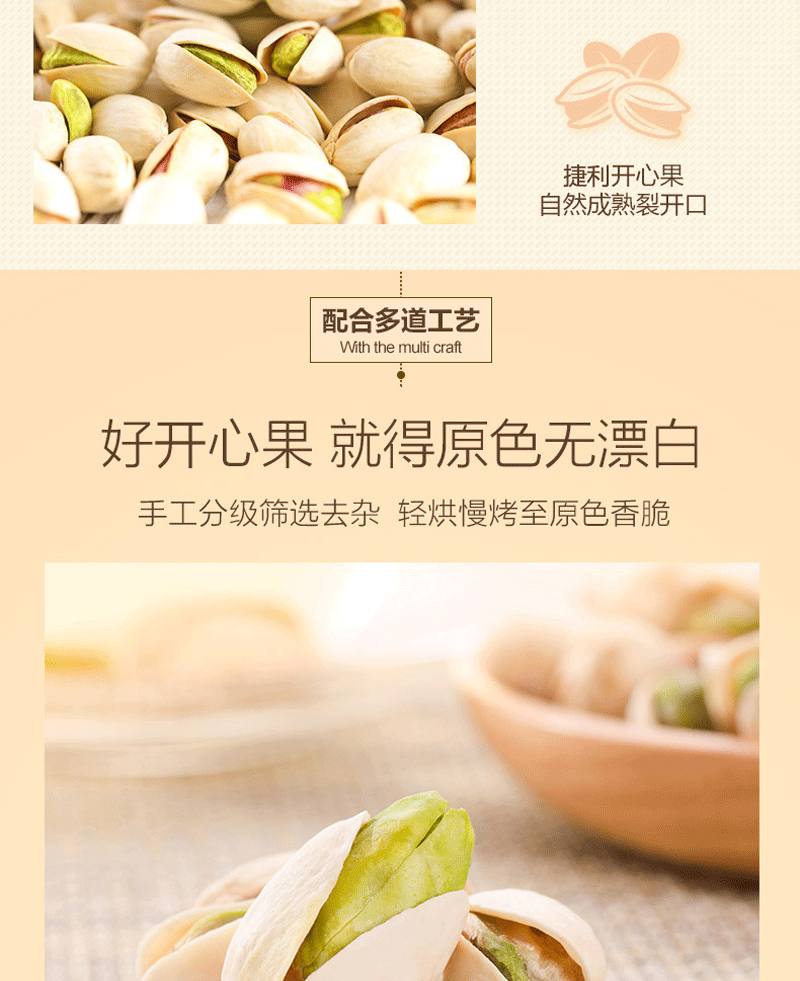 捷利开心果
自然成熟裂开口
配合多道工艺
With the multi craft
好开心果 就得原色无漂白
手工分级筛选去杂 轻烘慢烤至原色香脆